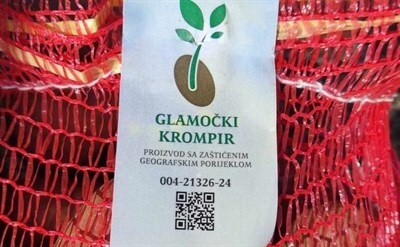 GLAMOČKI
KROMPIR
PROIZVOD SA ZAŠTIĆENIM
GEOGRAFSKIM PORIJEKLOM
004-21326-24